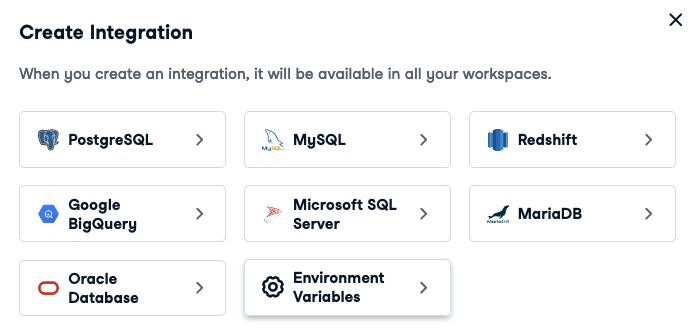 Create Integration
When you create an integration, it will be available in all your workspaces.
PostgreSQL
MySQL
MySQL
Redshift
Google
BigQuery
Microsoft SQL
Server
MariaDB
MariaDB
Oracle
Database
Environment
Variables